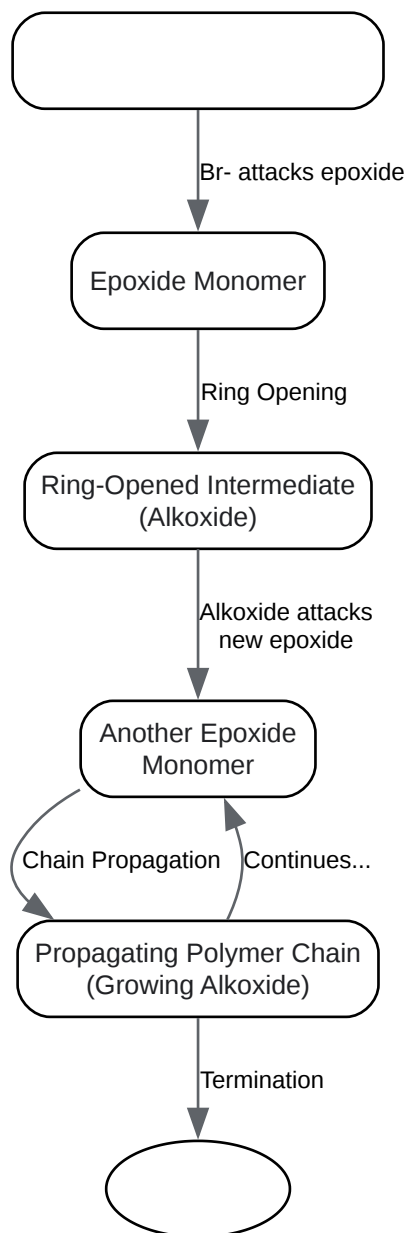 Br- attacks epoxide
Epoxide Monomer
Ring Opening
Ring-Opened Intermediate
(Alkoxide)
Alkoxide attacks
new epoxide
Another Epoxide
Monomer
Chain Propagation
Continues...
Propagating Polymer Chain
(Growing Alkoxide)
Termination